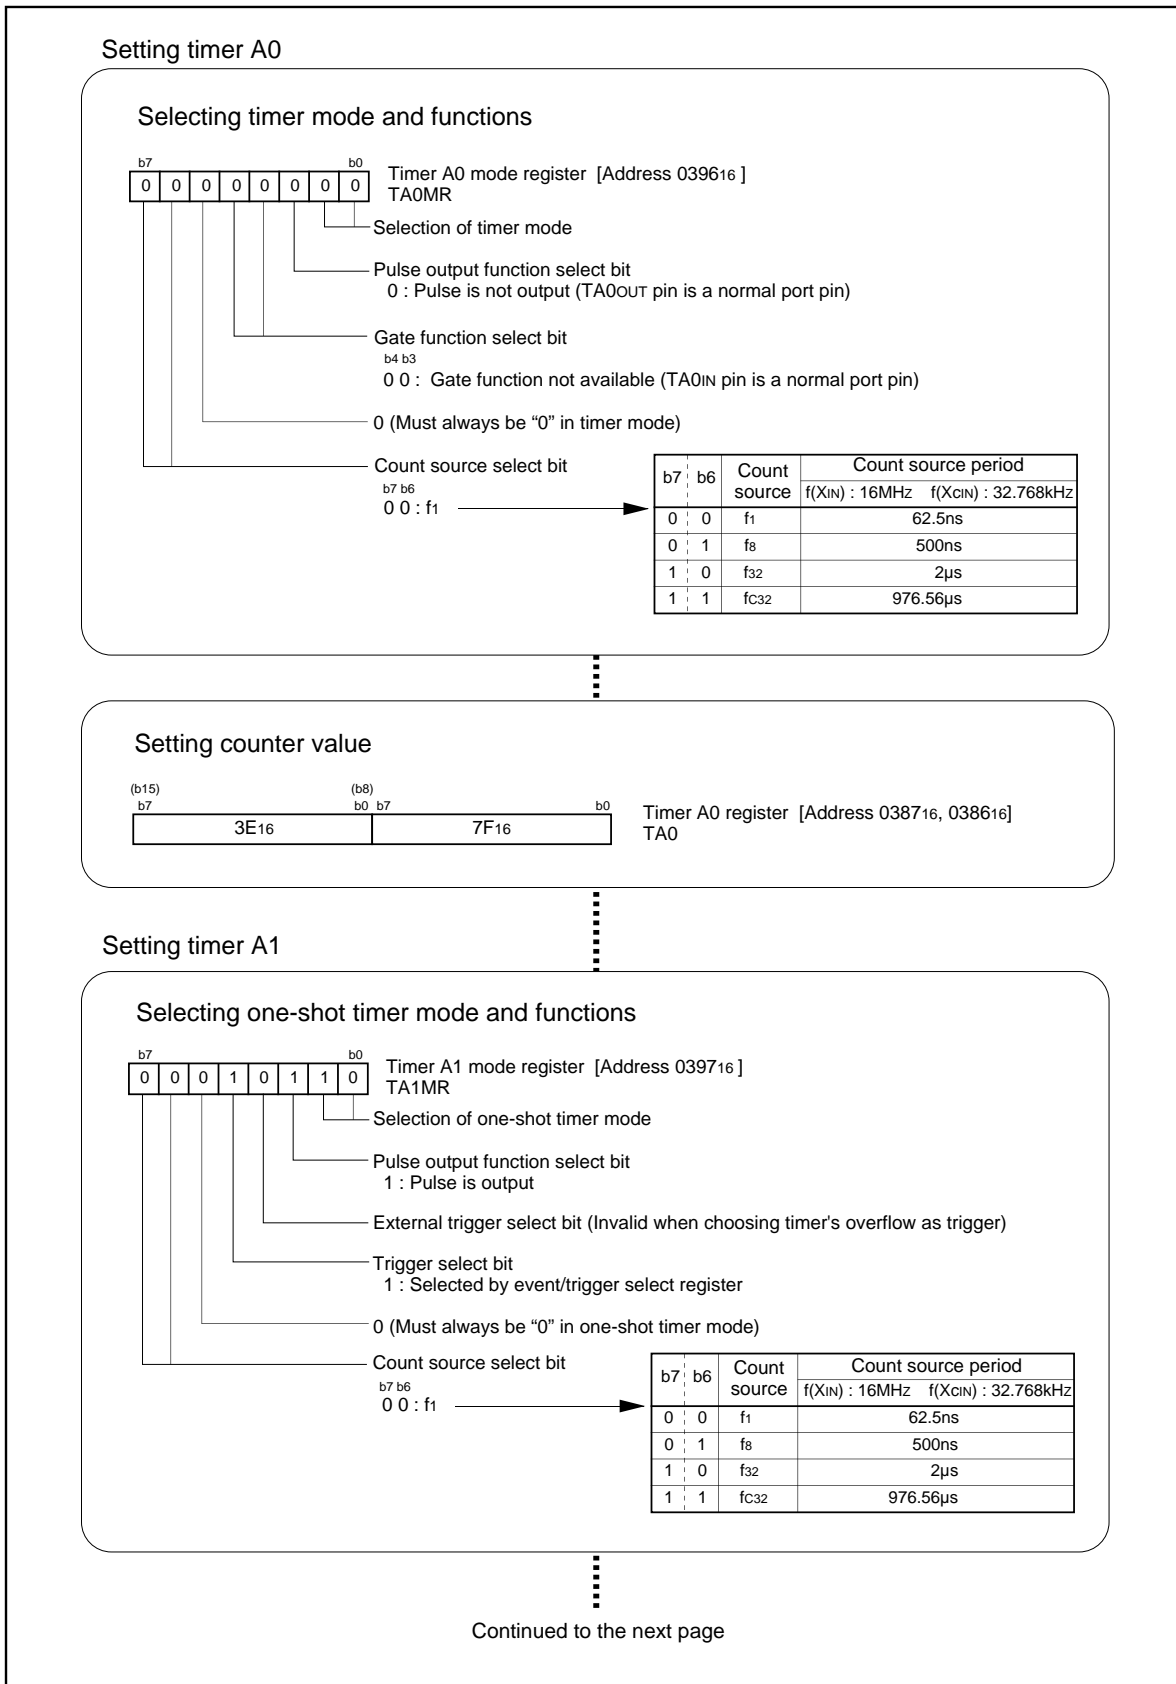 Setting timer A0
Selecting timer mode and functions
b7 b0
0 0 0 0 0 0 0 0
Timer A0 mode register [Address 039616 ]
TA0MR
Selection of timer mode
Pulse output function select bit
0 : Pulse is not output (TA0OUT pin is a normal port pin)
Gate function select bit
b4 b3
0 0 : Gate function not available (TA0IN pin is a normal port pin)
0 (Must always be “0” in timer mode)
Count source select bit
b7 b6
0 0 : f1
b7 b6 Count source Count source period
f(XIN) : 16MHZ f(XCIN) : 32.768kHZ
0 0 f1 62.5ns
0 1 f8 500ns
1 0 f32 2µs
1 1 fC32 976.56µs
Setting counter value
(b15) (b8)
b7 b0 b7 b0
3E16 7F16
Timer A0 register [Address 038716, 038616]
TA0
Setting timer A1
Selecting one-shot timer mode and functions
b7 b0
0 0 0 1 0 1 1 0
Timer A1 mode register [Address 039716 ]
TA1MR
Selection of one-shot timer mode
Pulse output function select bit
1 : Pulse is output
External trigger select bit (Invalid when choosing timer's overflow as trigger)
Trigger select bit
1 : Selected by event/trigger select register
0 (Must always be “0” in one-shot timer mode)
Count source select bit
b7 b6
0 0 : f1
b7 b6 Count source Count source period
f(XIN) : 16MHZ f(XCIN) : 32.768kHZ
0 0 f1 62.5ns
0 1 f8 500ns
1 0 f32 2µs
1 1 fC32 976.56µs
Continued to the next page